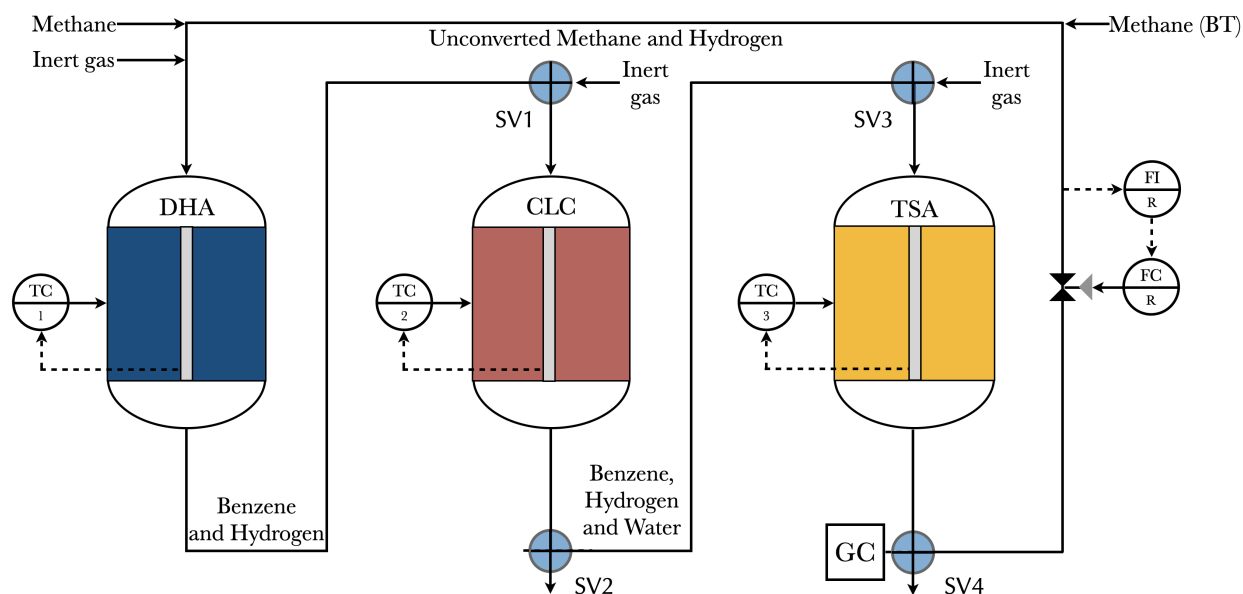 Methane
Methane (BT)
Unconverted Methane and Hydrogen
Inert gas
Inert
gas
Inert
gas
SV1
SV3
FI
R
DHA
CLC
TSA
TC
1
TC
2
TC
3
FC
R
Benzene
and Hydrogen
Benzene,
Hydrogen
and Water
GC
SV2
SV4